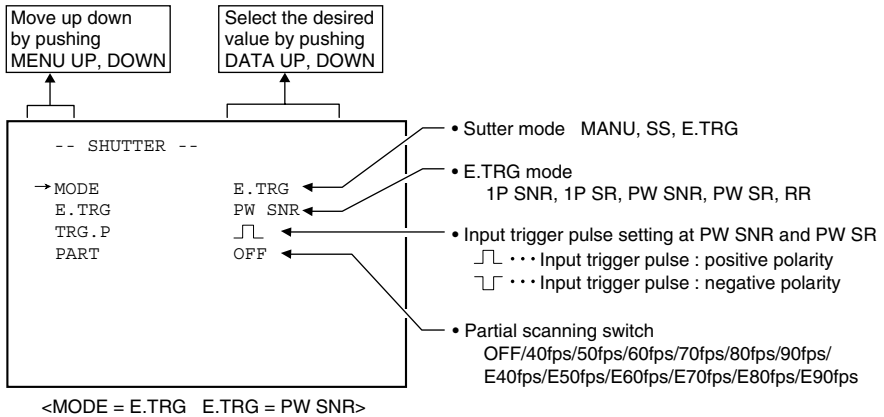 Move up down
by pushing
MENU UP, DOWN
Select the desired
value by pushing
DATA UP, DOWN
-- SHUTTER --
→MODE E.TRG
E.TRG PW SNR
TRG.P
PART OFF
• Sutter mode MANU, SS, E.TRG
• E.TRG mode
1P SNR, 1P SR, PW SNR, PW SR, RR
• Input trigger pulse setting at PW SNR and PW SR
･･･Input trigger pulse : positive polarity
･･･Input trigger pulse : negative polarity
• Partial scanning switch
OFF/40fps/50fps/60fps/70fps/80fps/90fps/
E40fps/E50fps/E60fps/E70fps/E80fps/E90fps
<MODE = E.TRG E.TRG = PW SNR>